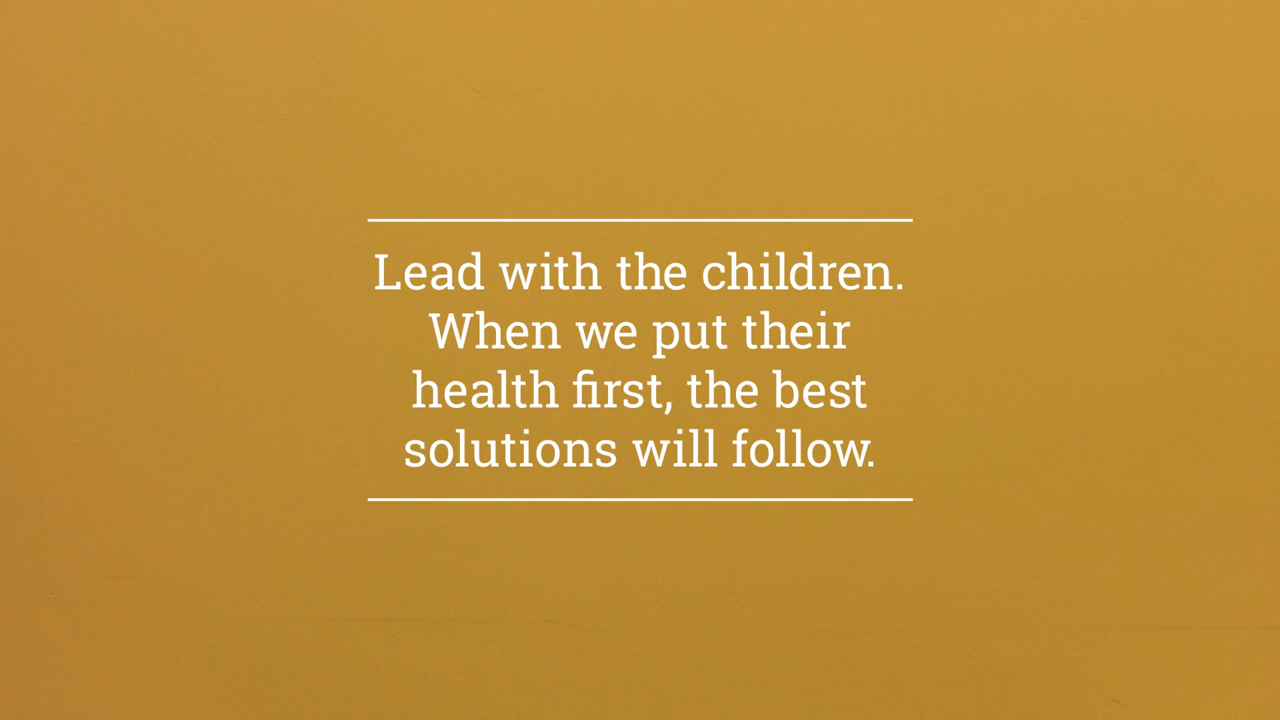 Lead with the children.
When we put their
health first, the best
solutions will follow.